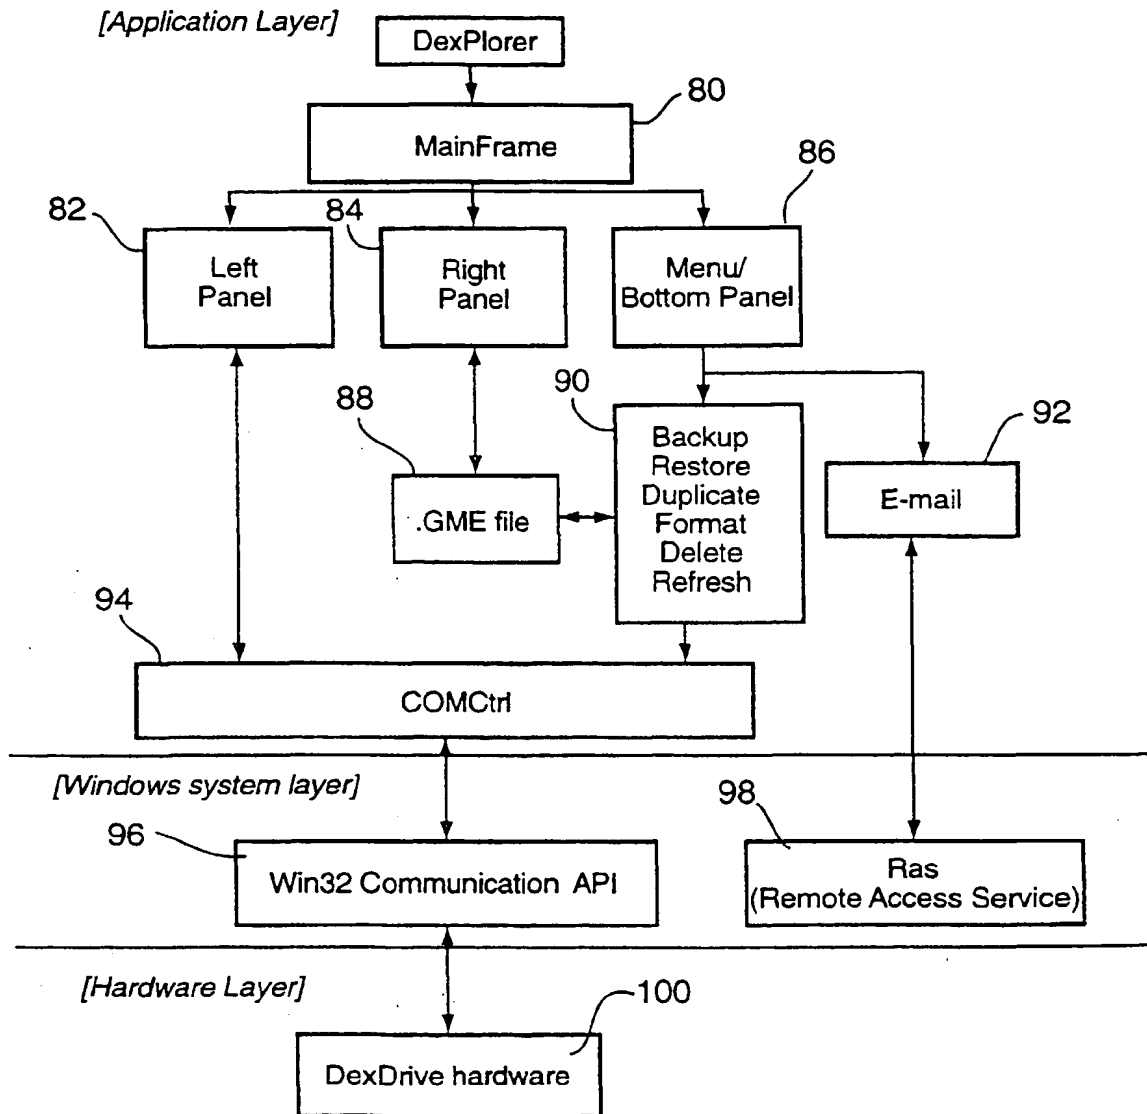 [Application Layer]
DexPlorer
80
MainFrame
86
82
84
Left
Panel
Right
Panel
Menu/
Bottom Panel
90
88
92
Backup
Restore
Duplicate
Format
Delete
Refresh
E-mail
.GME file
94
COMCtrl
[Windows system layer]
98
96
Win32 Communication API
Ras
(Remote Access Service)
[Hardware Layer]
100
DexDrive hardware